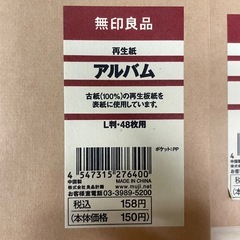 無印良品
再生紙
アルバム
古紙(100%)の再生板紙を
表紙に使用しています。
L判・48枚用
ポケット:PP
4 547315 276400
中国製 MADE IN CHINA
株式会社 良品計画 www.muji.net
お客様室電話 03-3989-5200
税込 158円
(本体価格 150円)